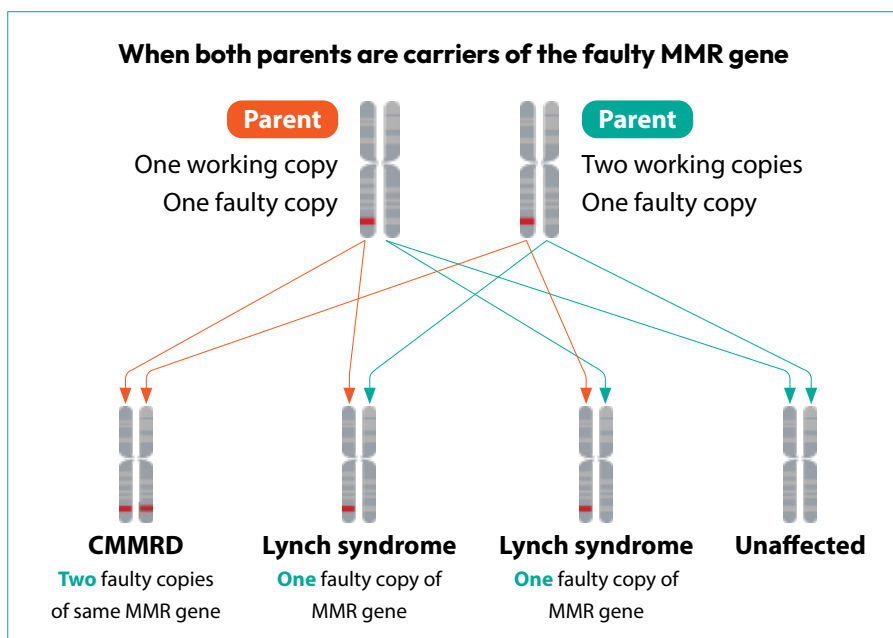 When both parents are carriers of the faulty MMR gene
Parent
One working copy
One faulty copy
Parent
Two working copies
One faulty copy
CMMRD
Two faulty copies
of same MMR gene
Lynch syndrome
One faulty copy of
MMR gene
Lynch syndrome
One faulty copy of
MMR gene
Unaffected